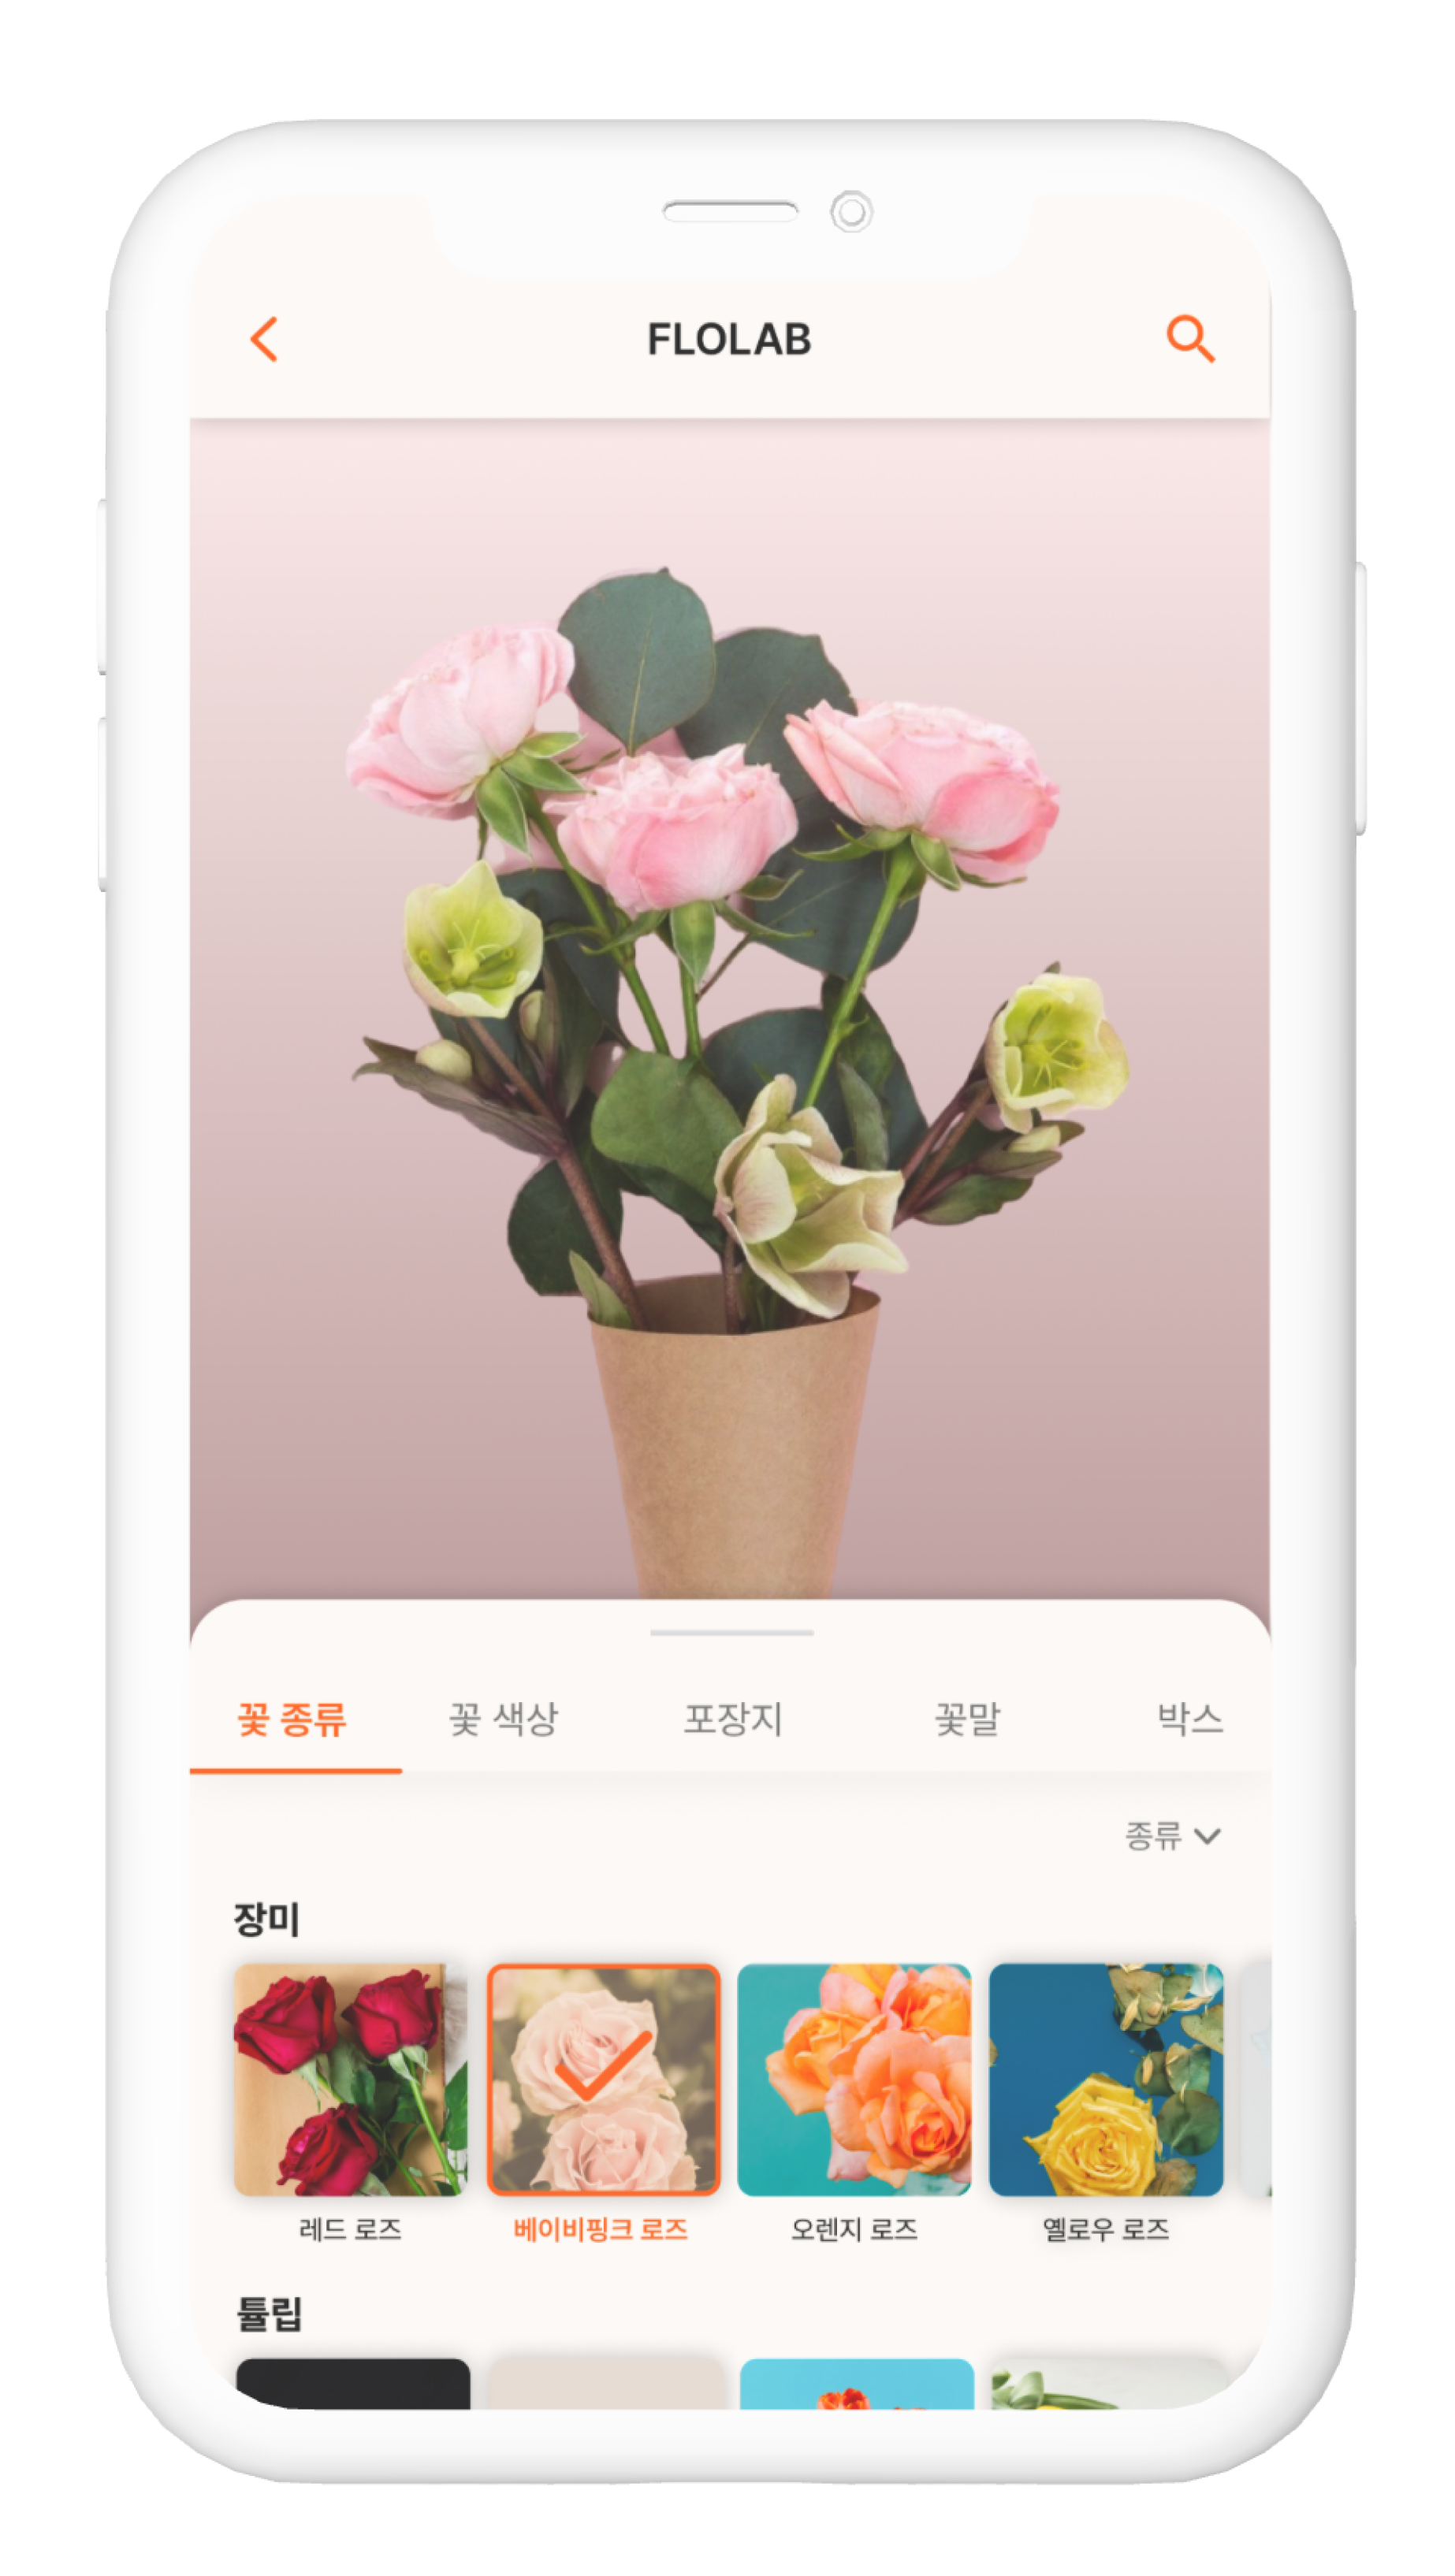 FLOLAB
꽃 종류 꽃 색상 포장지 꽃말 박스
종류
장미
레드 로즈 베이비핑크 로즈 오렌지 로즈 옐로우 로즈
튤립